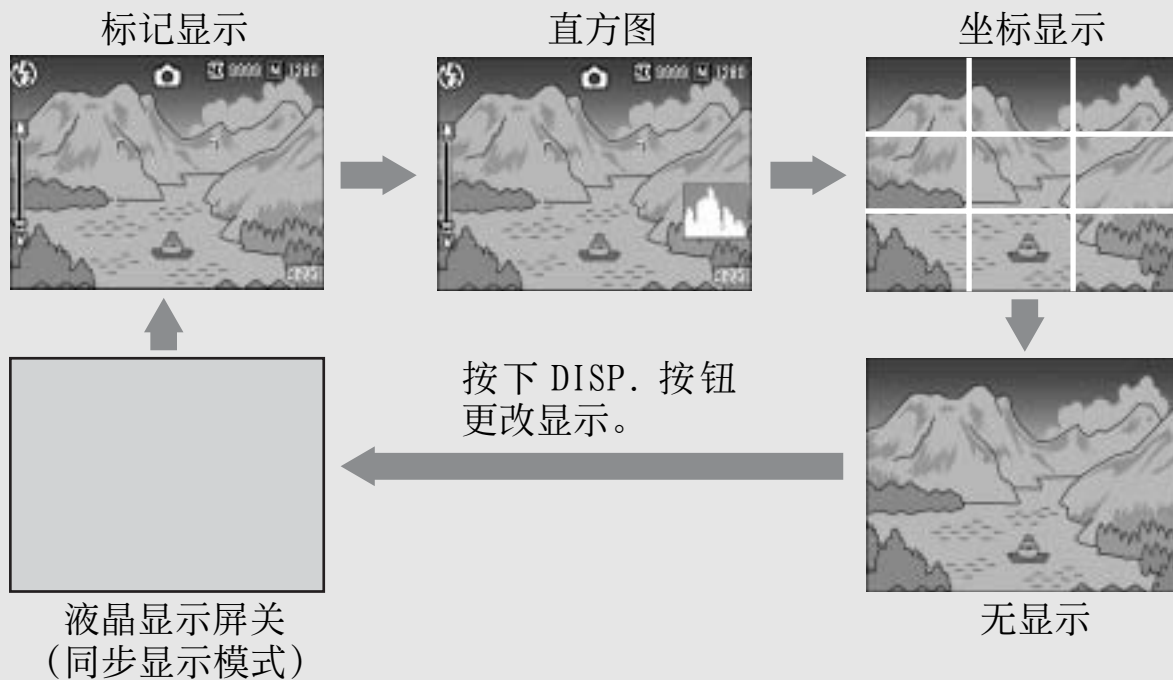 标记显示
直方图
坐标显示
按下 DISP. 按钮
更改显示。
液晶显示屏关
(同步显示模式)
无显示